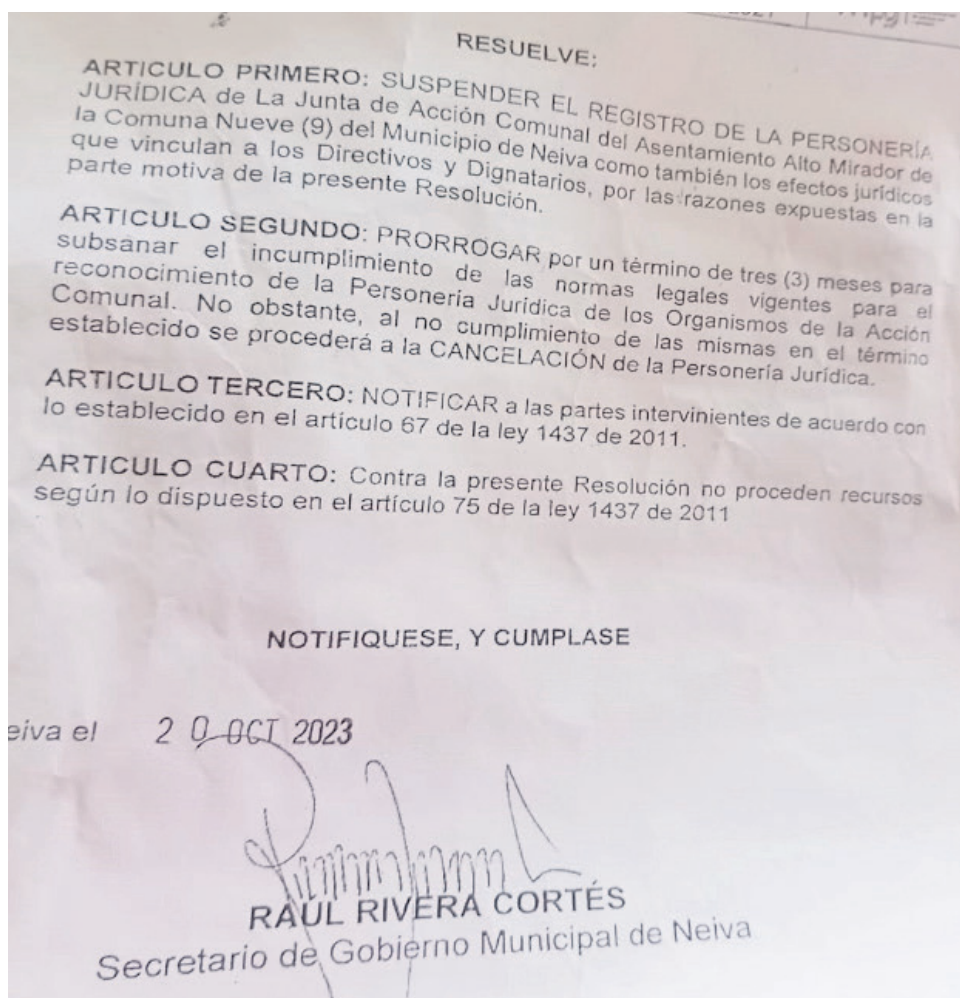 RESUELVE:
ARTICULO PRIMERO: SUSPENDER EL REGISTRO DE LA PERSONERÍA
JURÍDICA de La Junta de Acción Comunal del Asentamiento Alto Mirador de
la Comuna Nueve (9) del Municipio de Neiva como también los efectos jurídicos
que vinculan a los Directivos y Dignatarios, por las razones expuestas en la
parte motiva de la presente Resolución.
ARTICULO SEGUNDO: PRORROGAR por un término de tres (3) meses para
subsanar el incumplimiento de las normas legales vigentes para el
reconocimiento de la Personería Jurídica de los Organismos de la Acción
Comunal. No obstante, al no cumplimiento de las mismas en el término
establecido se procederá a la CANCELACIÓN de la Personería Jurídica.
ARTICULO TERCERO: NOTIFICAR a las partes intervinientes de acuerdo con
lo establecido en el artículo 67 de la ley 1437 de 2011.
ARTICULO CUARTO: Contra la presente Resolución no proceden recursos
según lo dispuesto en el artículo 75 de la ley 1437 de 2011
NOTIFIQUESE, Y CUMPLASE
eiva el 20 OCT 2023
RAÚL RIVERA CORTÉS
Secretario de Gobierno Municipal de Neiva